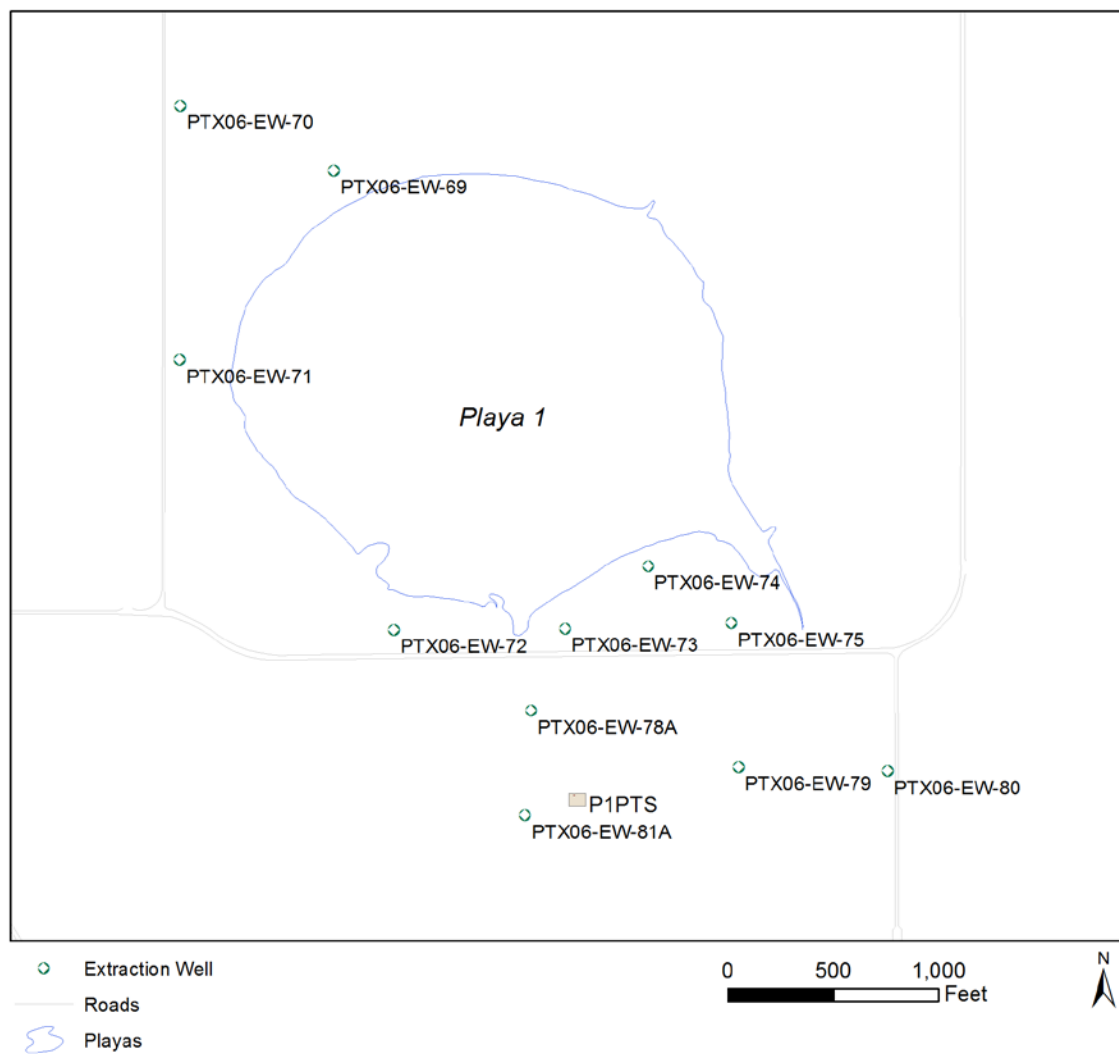 PTX06-EW-70
PTX06-EW-69
PTX06-EW-71
Playa 1
PTX06-EW-74
PTX06-EW-72
PTX06-EW-73
PTX06-EW-75
PTX06-EW-78A
PTX06-EW-79
PTX06-EW-80
P1PTS
PTX06-EW-81A
Extraction Well
Roads
Playas
0 500 1,000
Feet
N